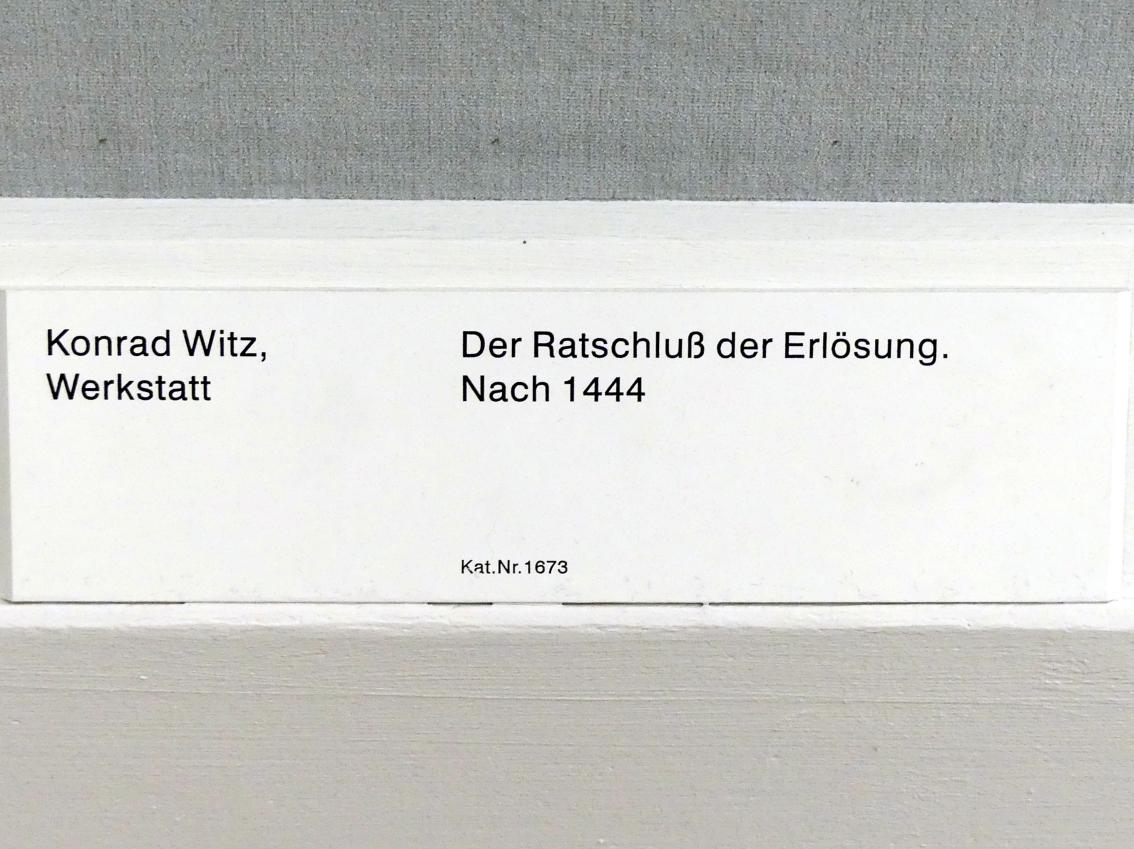 Konrad Witz,
Werkstatt
Der Ratschluß der Erlösung.
Nach 1444
Kat.Nr.1673